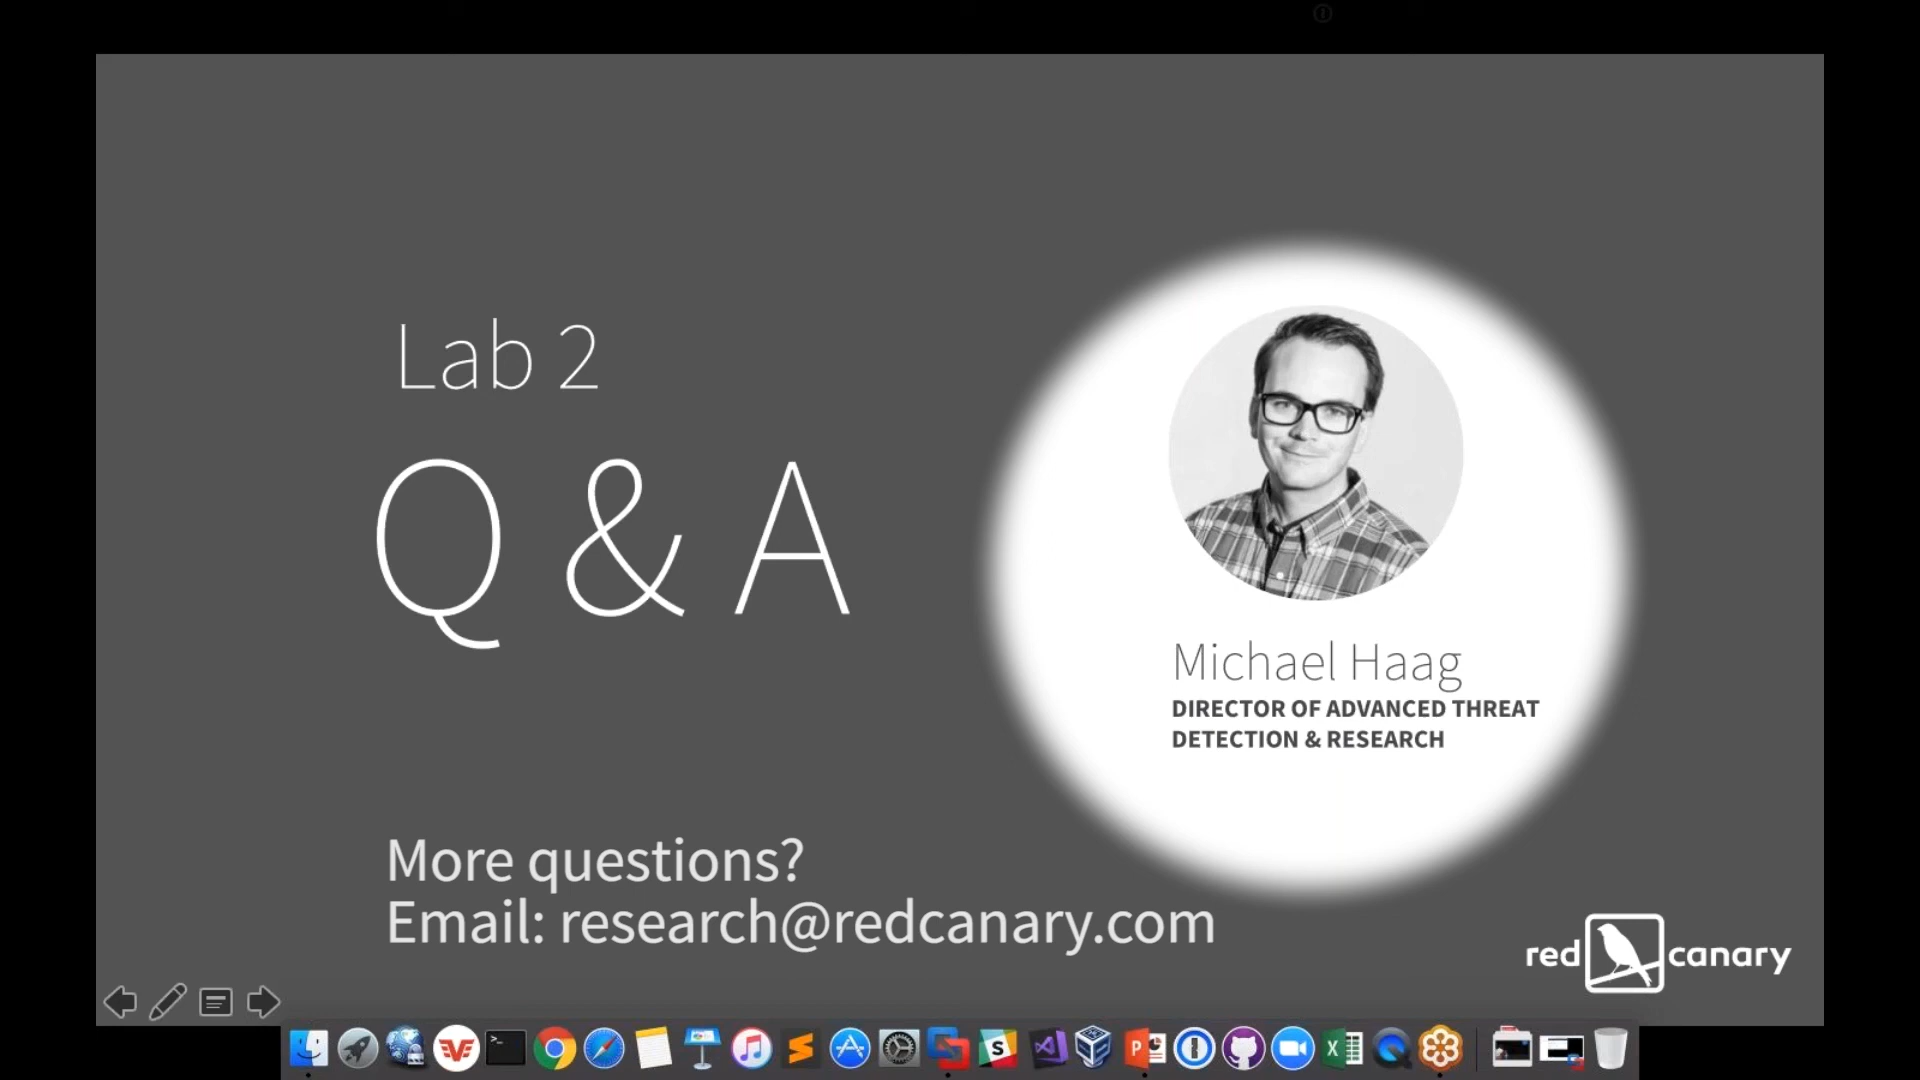 Lab 2
Q & A
Michael Haag
DIRECTOR OF ADVANCED THREAT
DETECTION & RESEARCH
More questions?
Email: research@redcanary.com
red canary